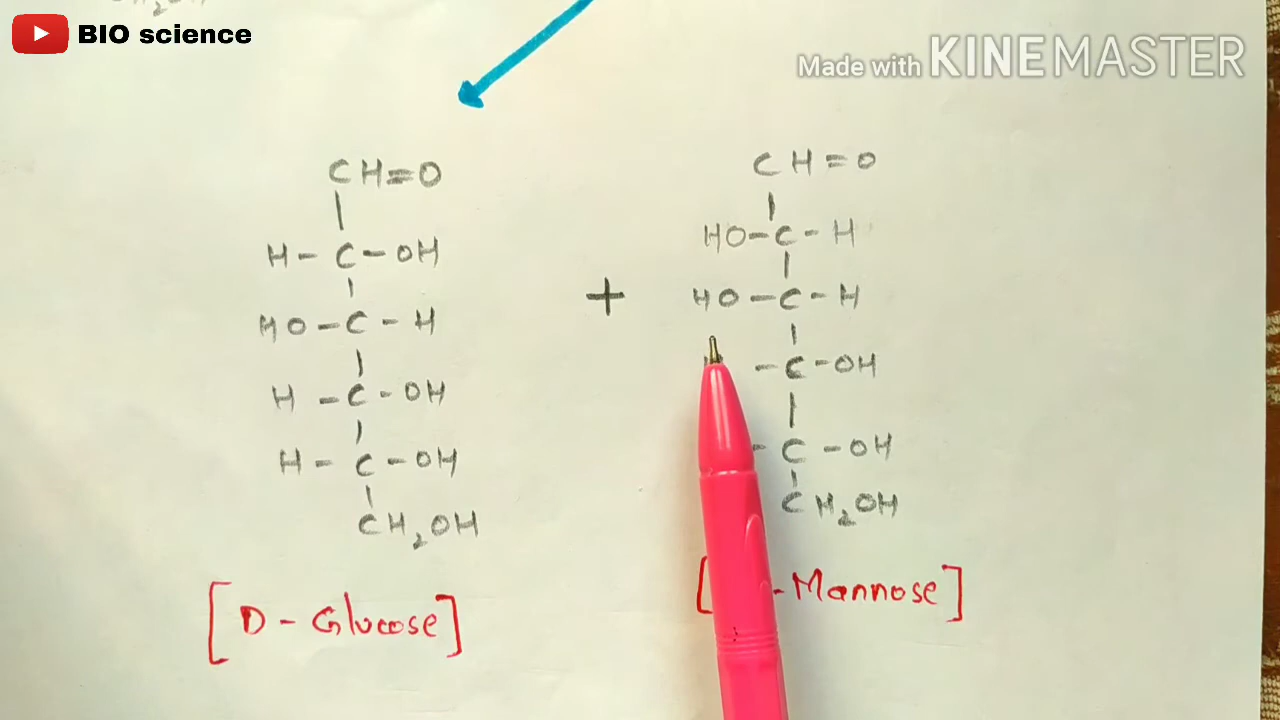 BIO science
Made with KINEMASTER
CH=O
H-C-OH
HO-C-H
H-C-OH
H-C-OH
CH₂OH
[D-Glucose]
+
CH=O
HO-C-H
HO-C-H
-C-OH
-C-OH
CH₂OH
[-Mannose]